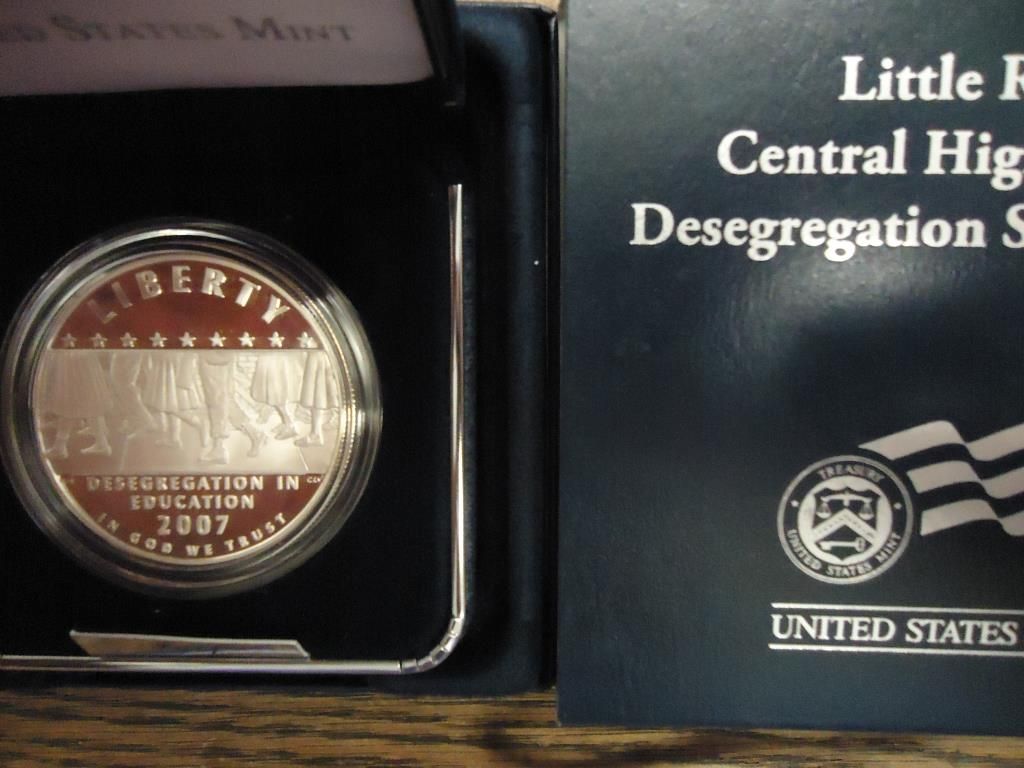 ED STATES MINT
LIBERTY
DESEGREGATION IN
EDUCATION
2007
IN GOD WE TRUST
Little R
Central Hig
Desegregation S
TREASURY
UNITED STATES MINT
UNITED STATES